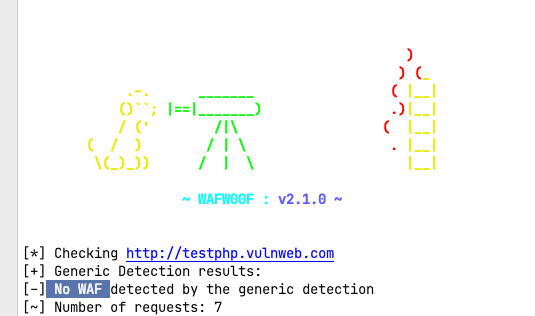 ~ WAFW00F : v2.1.0 ~
[*] Checking http://testphp.vulnweb.com
[+] Generic Detection results:
[-] No WAF detected by the generic detection
[~] Number of requests: 7